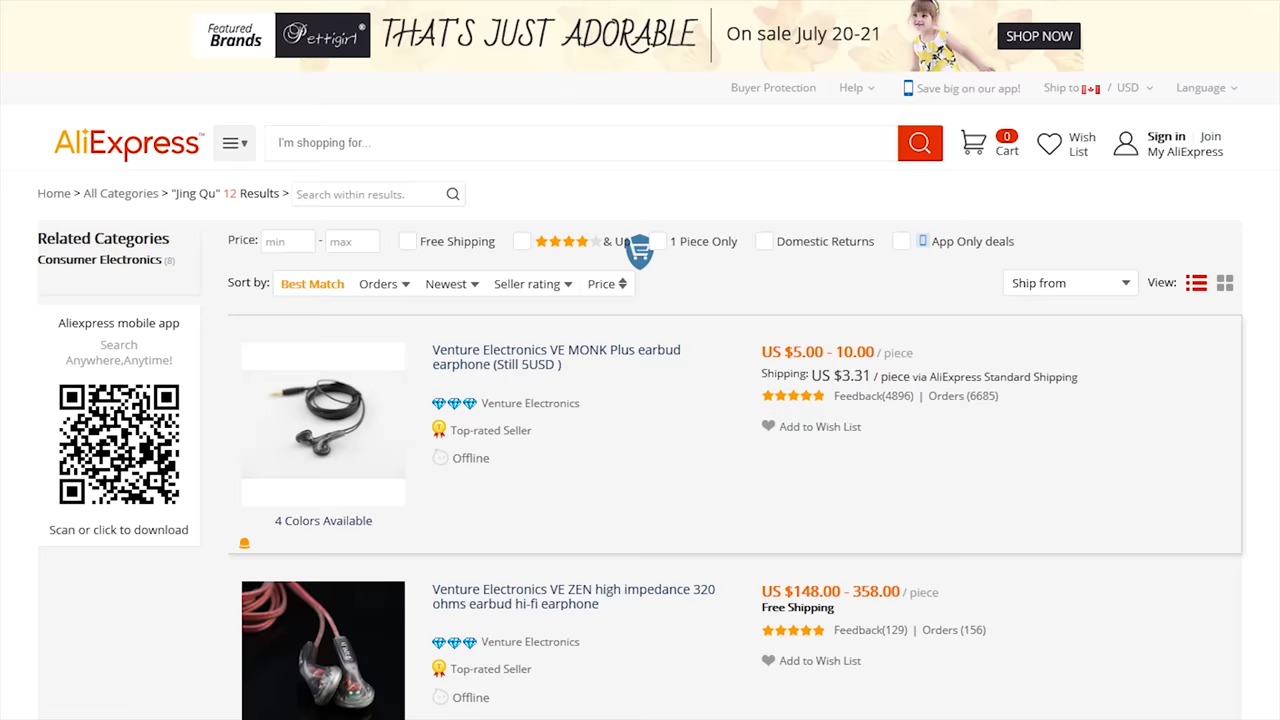 Featured
Brands
Pettigirl®
THAT'S JUST ADORABLE
On sale July 20-21
SHOP NOW
Buyer Protection
Help
Save big on our app!
Ship to / USD
Language
AliExpress™
I'm shopping for...
0
Cart
Wish
List
Sign in | Join
My AliExpress
Home > All Categories > "Jing Qu" 12 Results >
Search within results.
Related Categories
Consumer Electronics (8)
Aliexpress mobile app
Search
Anywhere,Anytime!
Scan or click to download
Price: min - max
Free Shipping
& Up
1 Piece Only
Domestic Returns
App Only deals
Sort by: Best Match Orders Newest Seller rating Price
Ship from
View:
Venture Electronics VE MONK Plus earbud
earphone (Still 5USD )
Venture Electronics
Top-rated Seller
Offline
4 Colors Available
US $5.00 - 10.00 / piece
Shipping: US $3.31 / piece via AliExpress Standard Shipping
Feedback(4896) | Orders (6685)
Add to Wish List
Venture Electronics VE ZEN high impedance 320
ohms earbud hi-fi earphone
Venture Electronics
Top-rated Seller
Offline
US $148.00 - 358.00 / piece
Free Shipping
Feedback(129) | Orders (156)
Add to Wish List